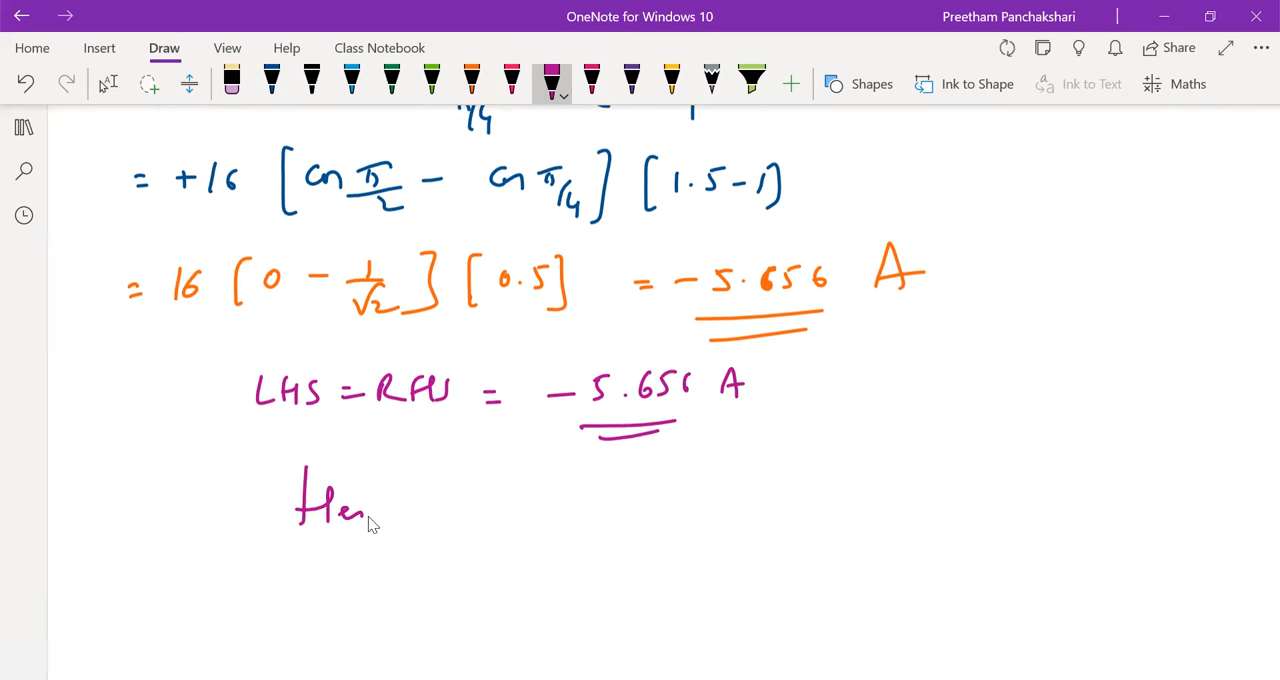 OneNote for Windows 10 Preetham Panchakshari
Home Insert Draw View Help Class Notebook Share
Shapes Ink to Shape Ink to Text Maths
π/4
= +16 [cos π/2 - cos π/4] [1.5-1]
= 16 [0 - 1/√2] [0.5] = -5.656 A
LHS = RHS = -5.656 A
Hen